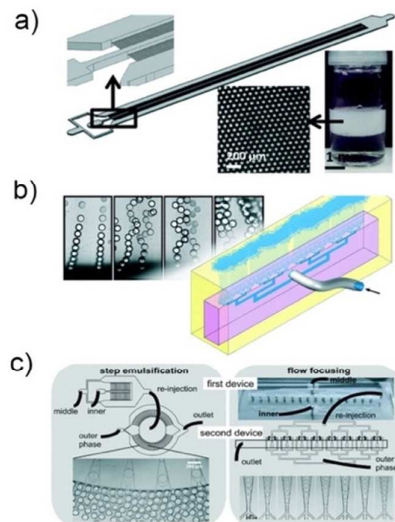 a)
200 μm
1 mm
b)
c)
step emulsification
flow focusing
first device
middle
re-injection
middle
inner
inner
re-injection
outlet
second device
outer
phase
outlet
outer
phase